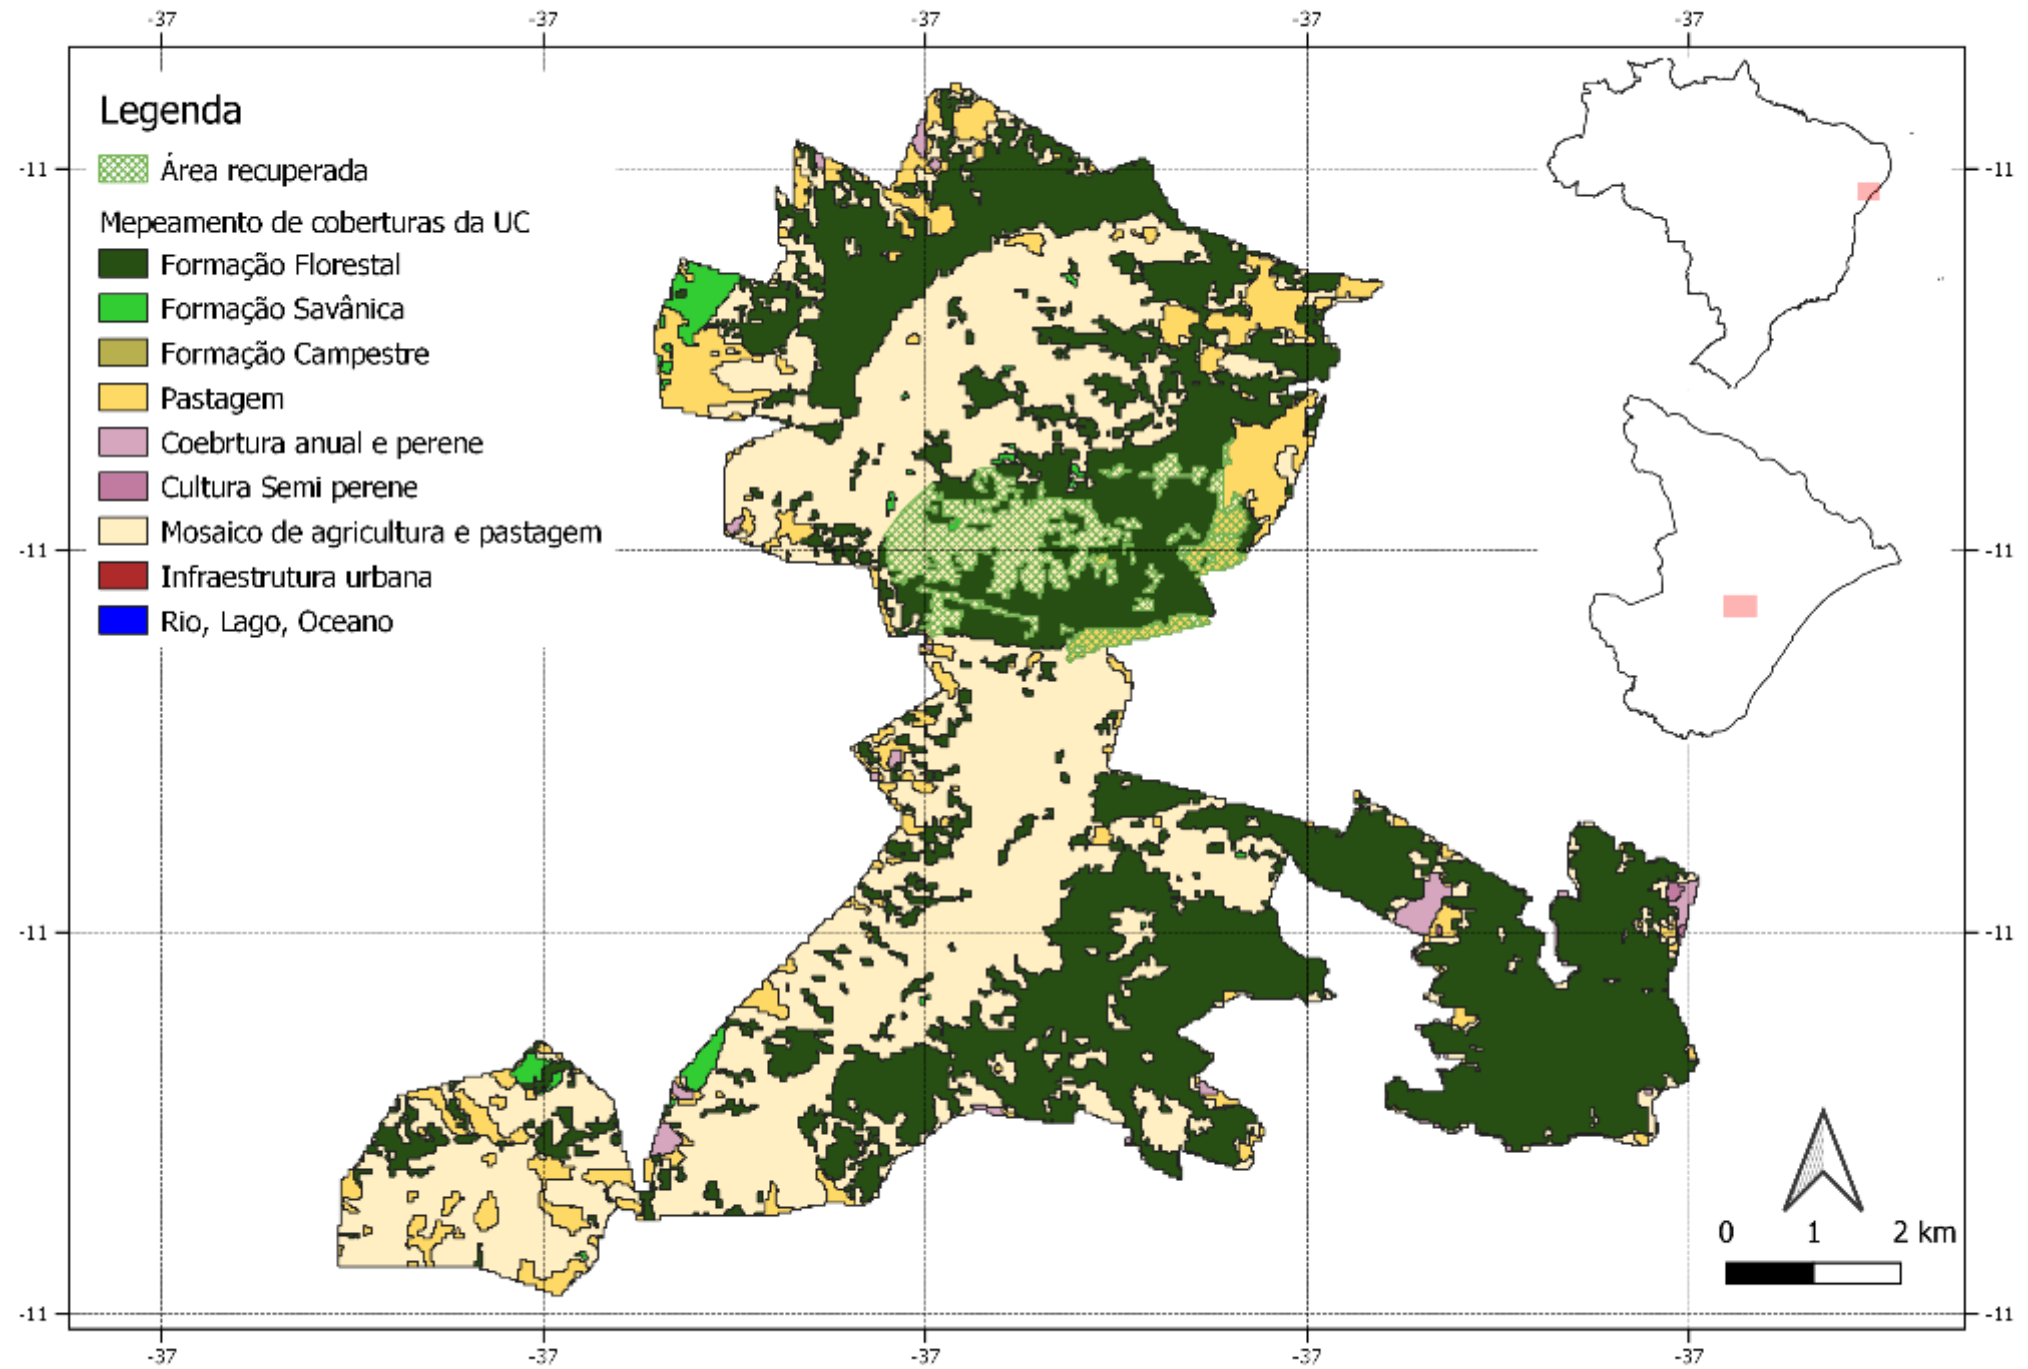 -37 -37 -37 -37 -37
Legenda
-11 -11
Área recuperada
Mepeamento de coberturas da UC
Formação Florestal
Formação Savânica
Formação Campestre
Pastagem
Coebrtura anual e perene
Cultura Semi perene
Mosaico de agricultura e pastagem
-11 -11
Infraestrutura urbana
Rio, Lago, Oceano
-11 -11
0 1 2 km
-11 -11
-37 -37 -37 -37 -37